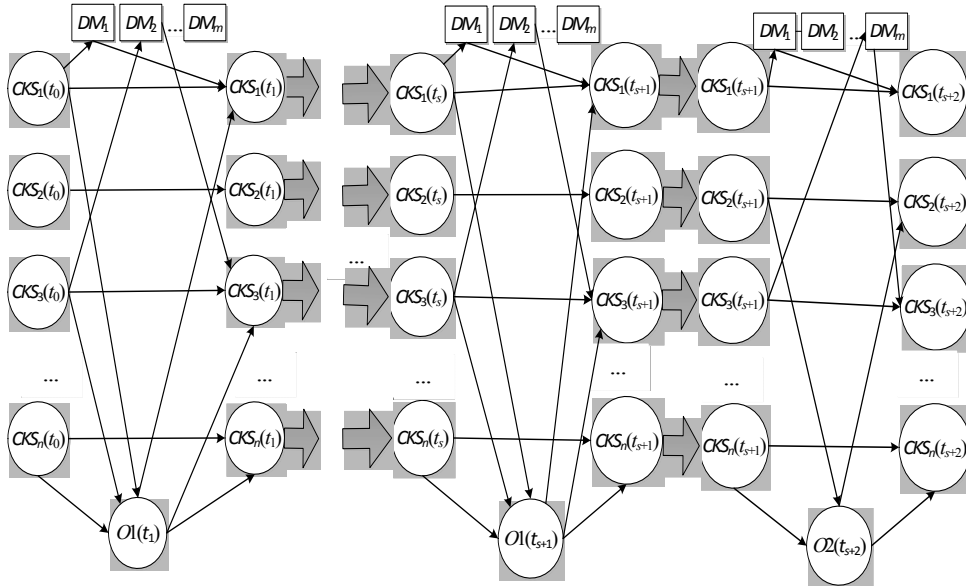 DM₁ DM₂ ... DMₘ DM₁ DM₂ ... DMₘ DM₁ DM₂ ... DMₘ
CKS₁(t₀) CKS₁(t₁) CKS₁(tₛ) CKS₁(tₛ₊₁) CKS₁(tₛ₊₁) CKS₁(tₛ₊₂)
CKS₂(t₀) CKS₂(t₁) CKS₂(tₛ) CKS₂(tₛ₊₁) CKS₂(tₛ₊₁) CKS₂(tₛ₊₂)
...
CKS₃(t₀) CKS₃(t₁) CKS₃(tₛ) CKS₃(tₛ₊₁) CKS₃(tₛ₊₁) CKS₃(tₛ₊₂)
... ... ... ... ... ...
CKSₙ(t₀) CKSₙ(t₁) CKSₙ(tₛ) CKSₙ(tₛ₊₁) CKSₙ(tₛ₊₁) CKSₙ(tₛ₊₂)
O1(t₁) O1(tₛ₊₁) O2(tₛ₊₂)